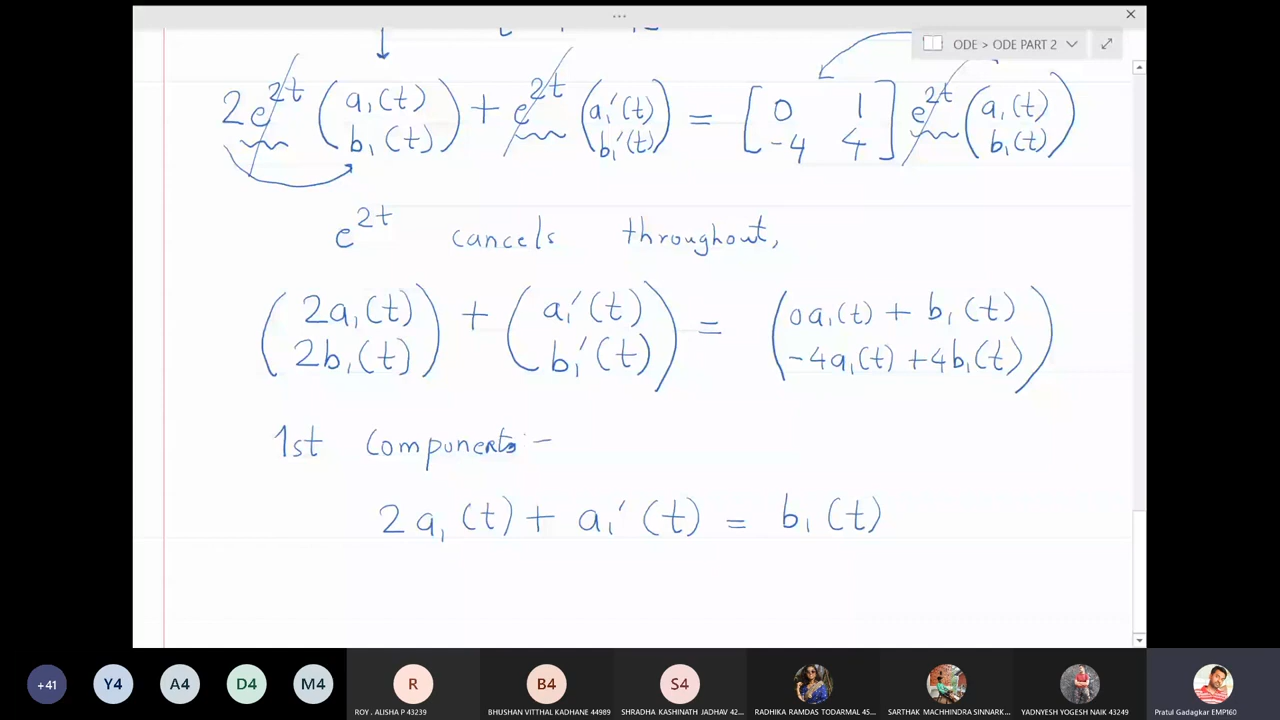 ODE > ODE PART 2
2e^2t (a₁(t) b₁(t)) + e^2t (a₁′(t) b₁′(t)) = [0 1 -4 4] e^2t (a₁(t) b₁(t))
e^2t cancels throughout,
(2a₁(t) 2b₁(t)) + (a₁′(t) b₁′(t)) = (0a₁(t) + b₁(t) -4a₁(t) +4b₁(t))
1st Components:-
2a₁(t) + a₁′(t) = b₁(t)
+41 Y4 A4 D4 M4 R B4 S4
ROY . ALISHA P 43239 BHUSHAN VITTHAL KADHANE 44989 SHRADHA KASHINATH JADHAV 42... RADHIKA RAMDAS TODARMAL 45... SARTHAK MACHHINDRA SINNARK... YADNYESH YOGESH NAIK 43249 Pratul Gadagkar EMP60